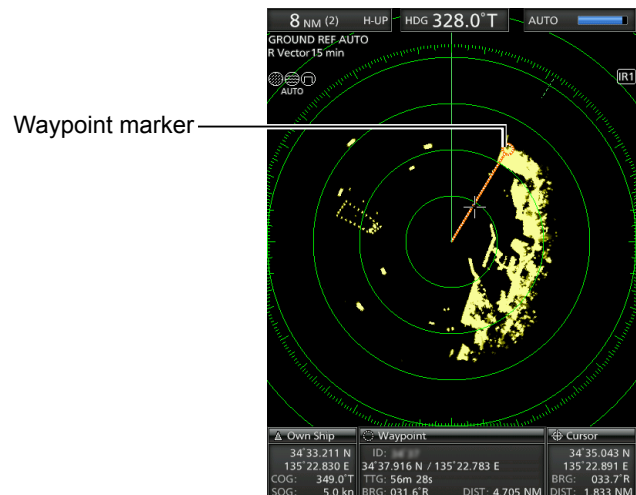 8 NM (2) H-UP HDG 328.0°T AUTO
GROUND REF AUTO
R Vector 15 min
AUTO
IR1
Waypoint marker
Own Ship
34°33.211 N
135°22.830 E
COG: 349.0°T
SOG: 5.0 kn
Waypoint
ID:
34°37.916 N / 135°22.783 E
TTG: 56m 28s
BRG: 031.6°R DIST: 4.705 NM
Cursor
34°35.043 N
135°22.891 E
BRG: 033.7°R
DIST: 1.833 NM